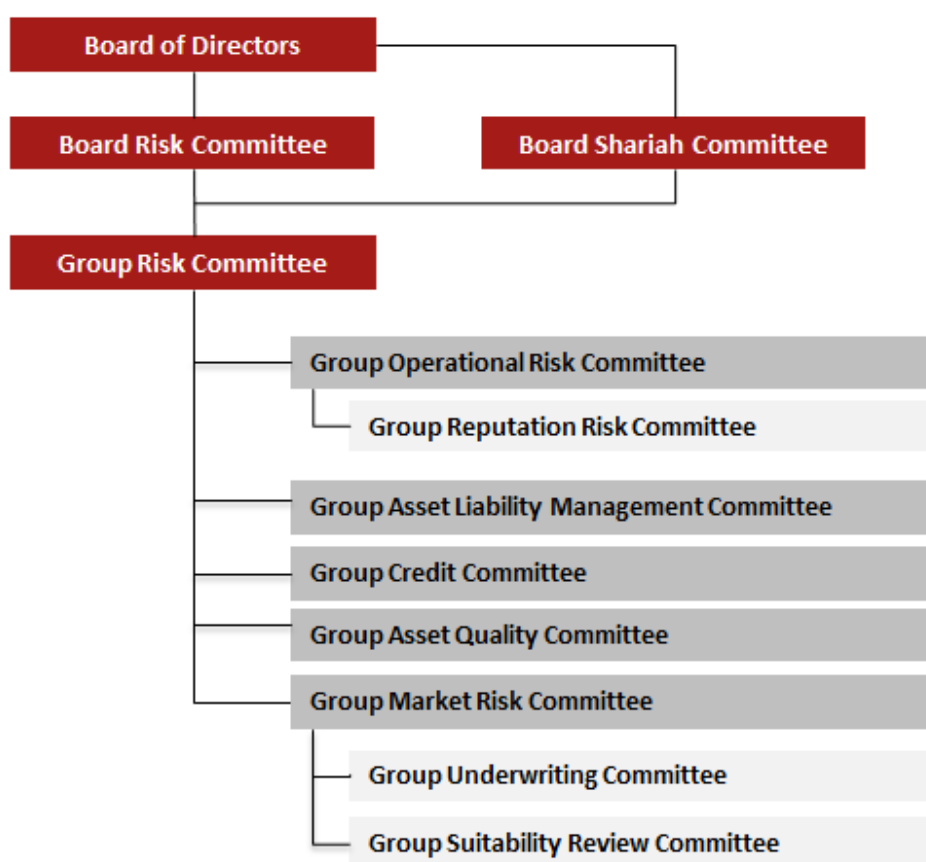 Board of Directors
Board Risk Committee
Board Shariah Committee
Group Risk Committee
Group Operational Risk Committee
Group Reputation Risk Committee
Group Asset Liability Management Committee
Group Credit Committee
Group Asset Quality Committee
Group Market Risk Committee
Group Underwriting Committee
Group Suitability Review Committee